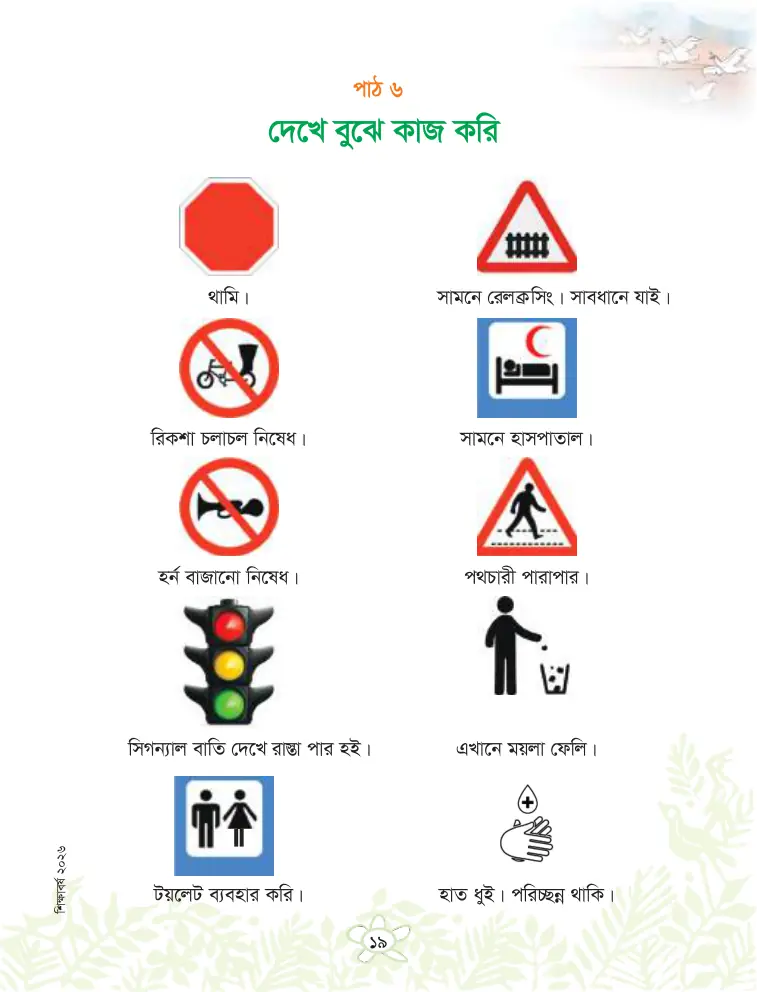 পাঠ ৬
দেখে বুঝে কাজ করি
থামি।
সামনে রেলক্রসিং। সাবধানে যাই।
রিকশা চলাচল নিষেধ।
সামনে হাসপাতাল।
হর্ন বাজানো নিষেধ।
পথচারী পারাপার।
সিগন্যাল বাতি দেখে রাস্তা পার হই।
এখানে ময়লা ফেলি।
টয়লেট ব্যবহার করি।
হাত ধুই। পরিচ্ছন্ন থাকি।
শিক্ষাবর্ষ ২০২৬
১৯